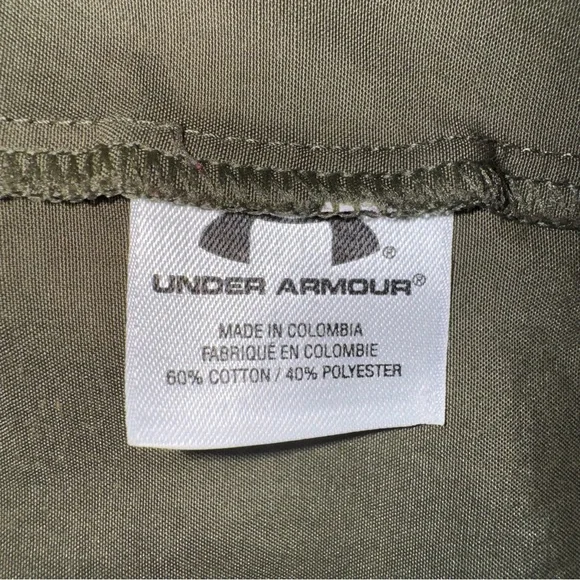 ®
UNDER ARMOUR®
MADE IN COLOMBIA
FABRIQUÉ EN COLOMBIE
60% COTTON / 40% POLYESTER